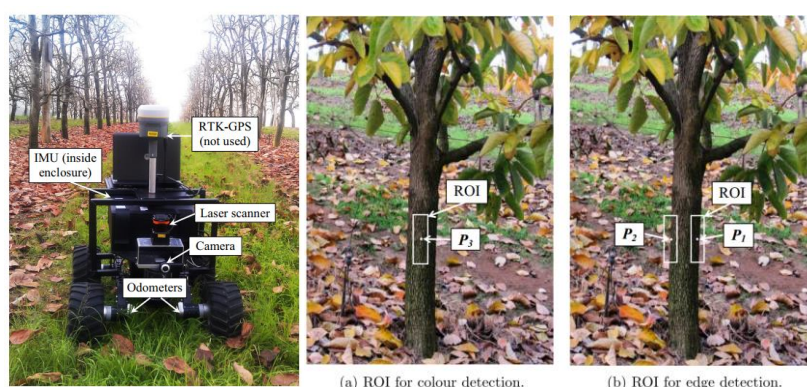 RTK-GPS
(not used)
IMU (inside
enclosure)
Laser scanner
Camera
Odometers
ROI
P3
(a) ROI for colour detection.
ROI
P2
P1
(b) ROI for edge detection.